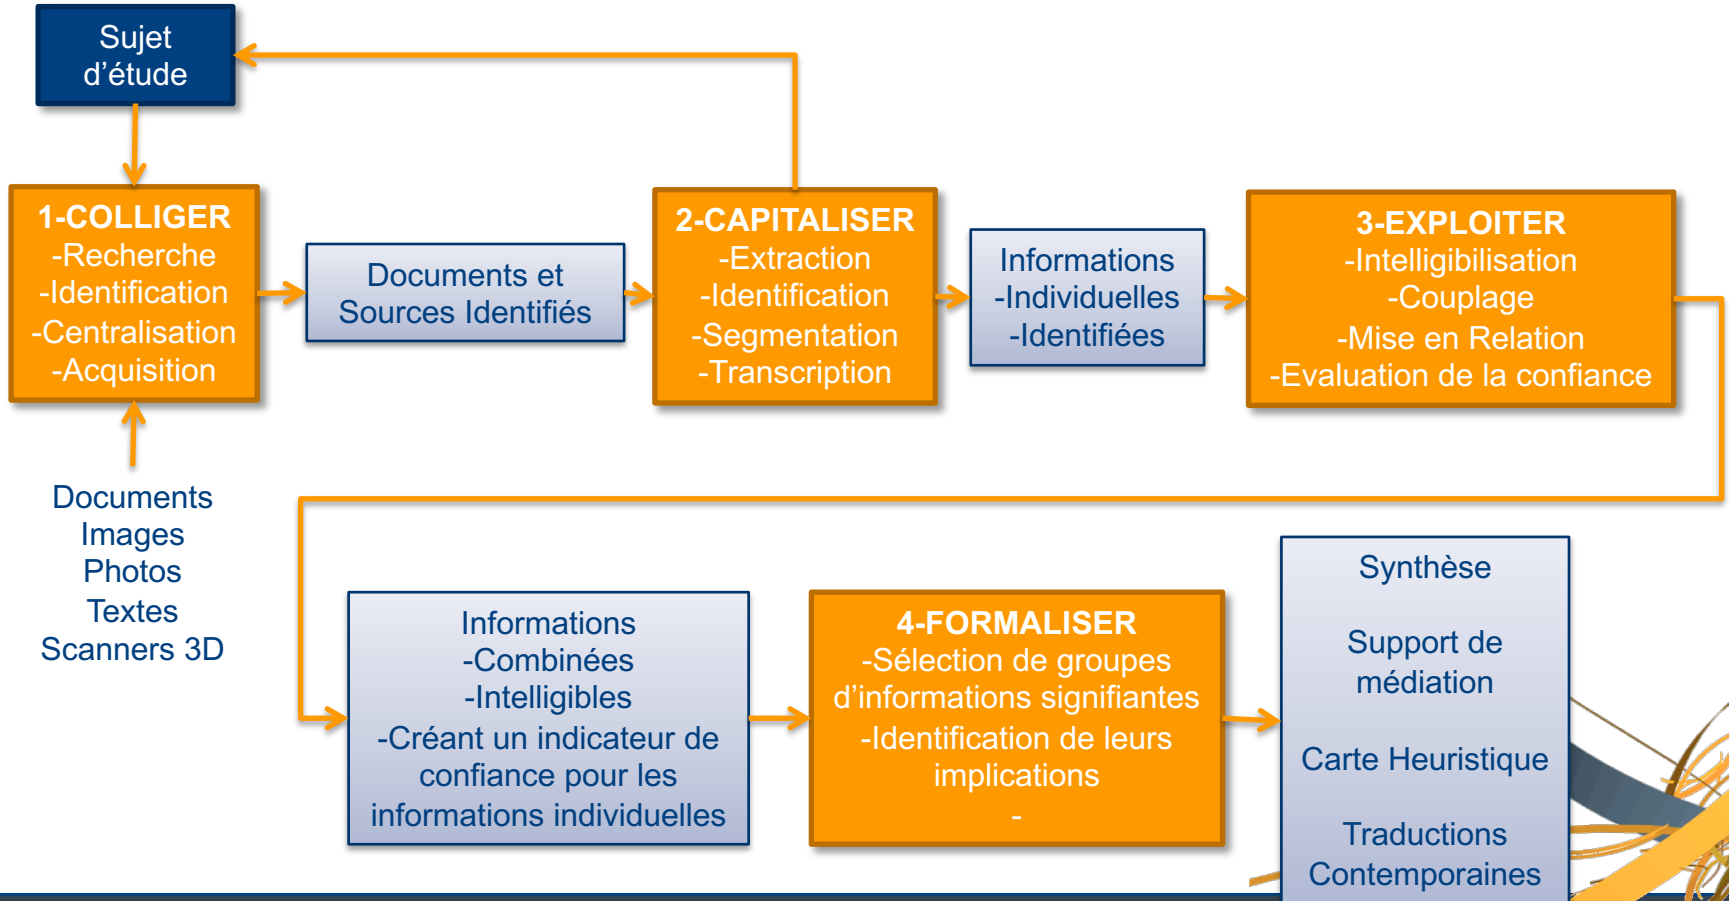 Sujet
d’étude
1-COLLIGER
-Recherche
-Identification
-Centralisation
-Acquisition
Documents
Images
Photos
Textes
Scanners 3D
Documents et
Sources Identifiés
2-CAPITALISER
-Extraction
-Identification
-Segmentation
-Transcription
Informations
-Individuelles
-Identifiées
3-EXPLOITER
-Intelligibilisation
-Couplage
-Mise en Relation
-Evaluation de la confiance
Informations
-Combinées
-Intelligibles
-Créant un indicateur de
confiance pour les
informations individuelles
4-FORMALISER
-Sélection de groupes
d’informations signifiantes
-Identification de leurs
implications
-
Synthèse
Support de
médiation
Carte Heuristique
Traductions
Contemporaines